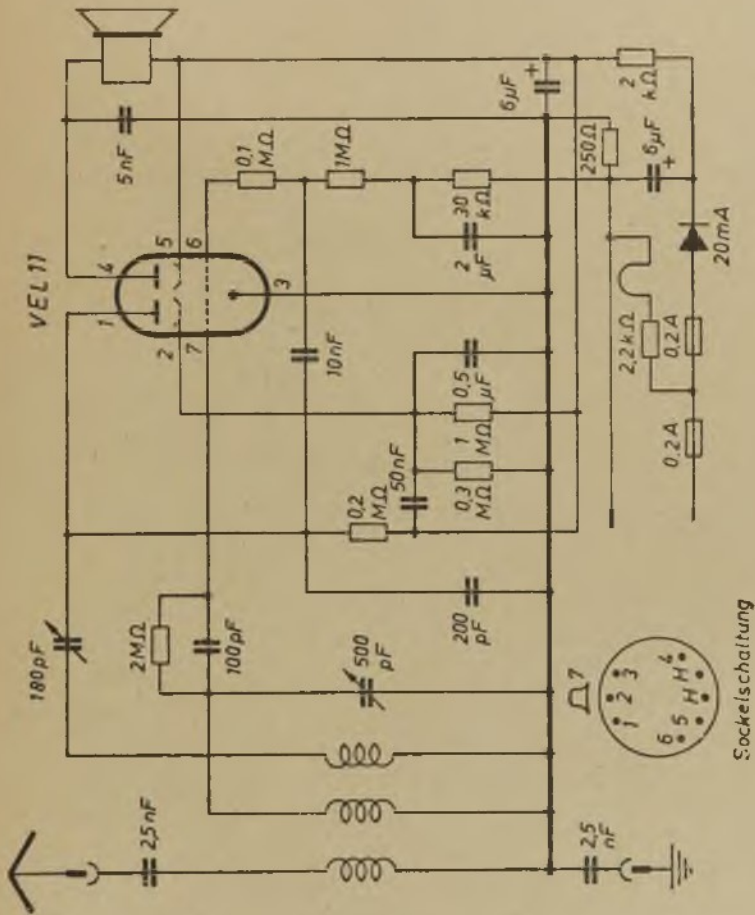 VEL 11
180pF
2MΩ
100pF
500
pF
2,5nF
2,5
nF
200
pF
0,2
MΩ
50nF
0,3
MΩ
1
MΩ
0,5
µF
10nF
5nF
0,1
MΩ
1MΩ
30
kΩ
2
µF
6µF
+
250Ω
2
kΩ
6µF
+
2,2kΩ
0,2A
0,2A
20mA
1
4
2
5
7
6
3
7
1
2
3
6
5
H
H
4
Sockelschaltung